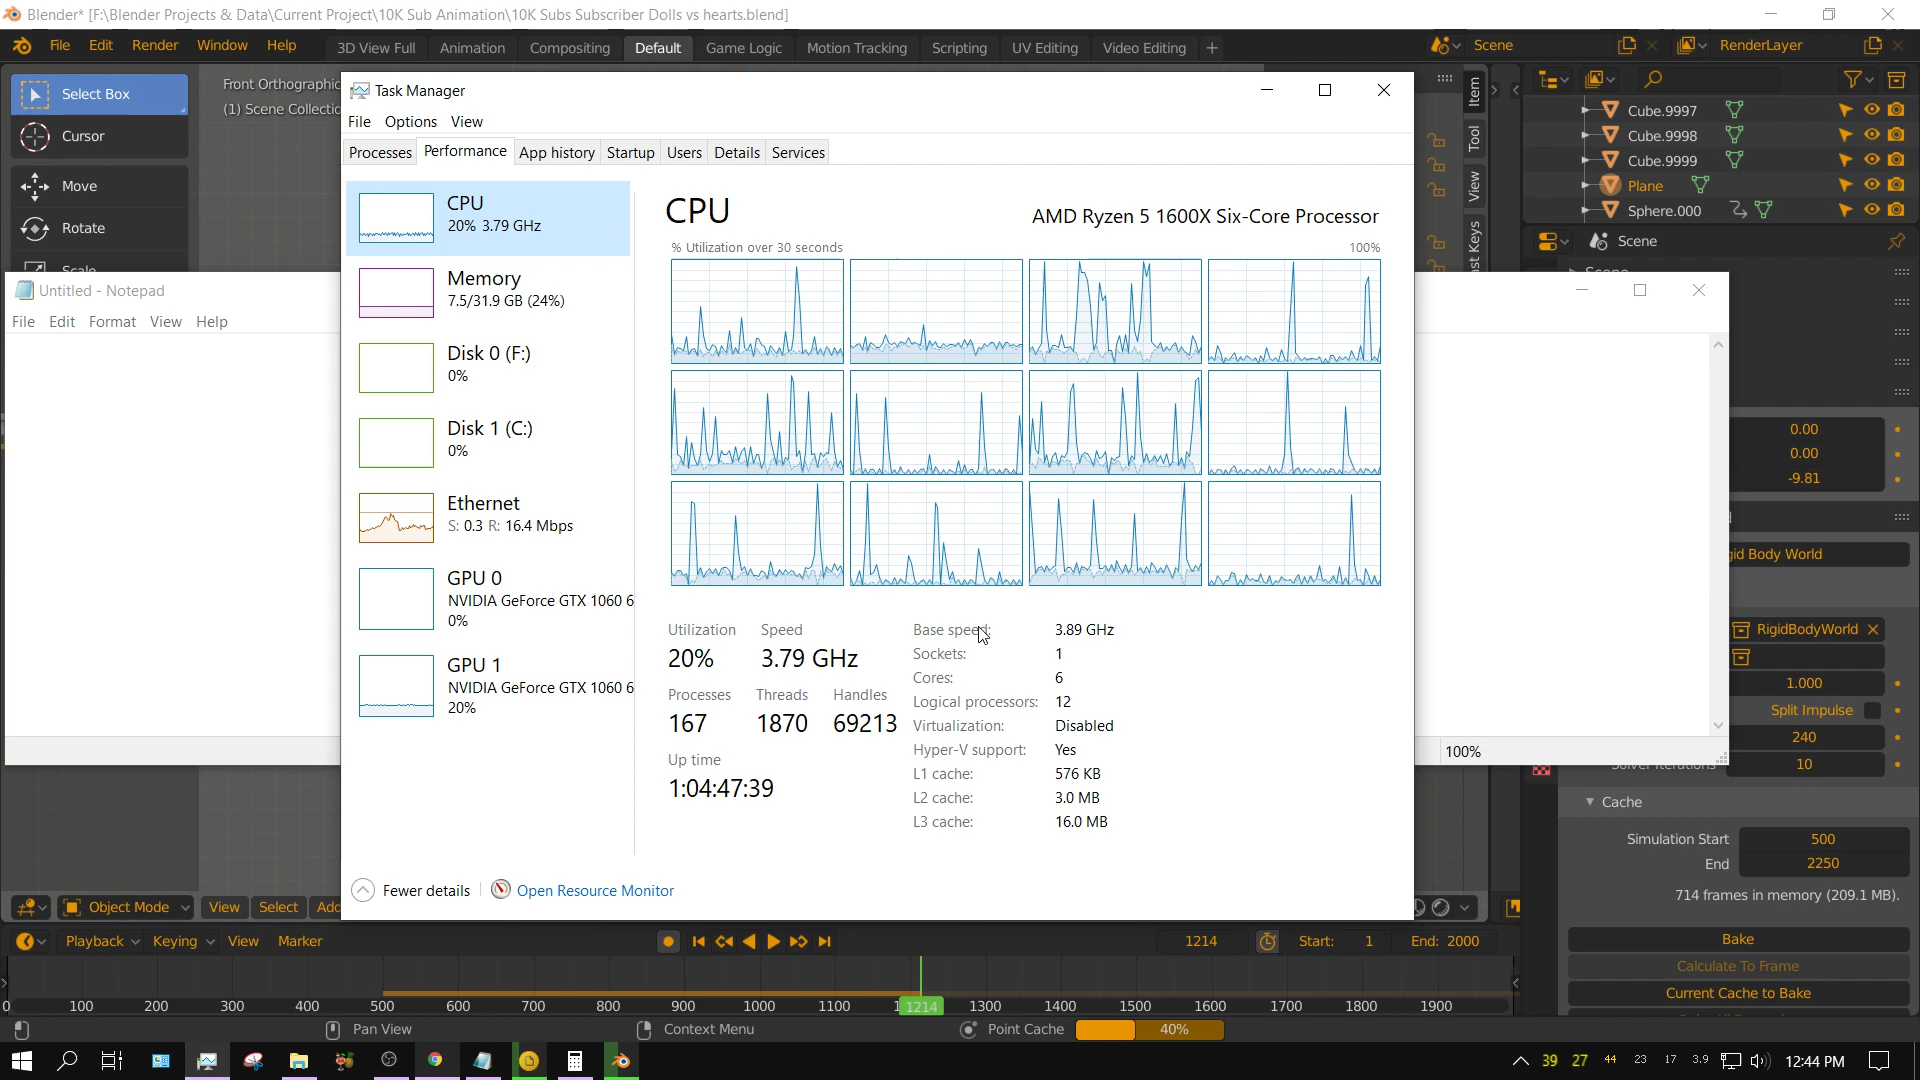 Blender* [F:\Blender Projects & Data\Current Project\10K Sub Animation\10K Subs Subscriber Dolls vs hearts.blend]
File Edit Render Window Help 3D View Full Animation Compositing Default Game Logic Motion Tracking Scripting UV Editing Video Editing + Scene RenderLayer
Select Box
Cursor
Move
Rotate
Front Orthographic
(1) Scene Collectio
Item
Tool
View
Cube.9997
Cube.9998
Cube.9999
Plane
Sphere.000
Scene
Task Manager
File Options View
Processes Performance App history Startup Users Details Services
CPU
20% 3.79 GHz
Memory
7.5/31.9 GB (24%)
Disk 0 (F:)
0%
Disk 1 (C:)
0%
Ethernet
S: 0.3 R: 16.4 Mbps
GPU 0
NVIDIA GeForce GTX 1060 6
0%
GPU 1
NVIDIA GeForce GTX 1060 6
20%
CPU
AMD Ryzen 5 1600X Six-Core Processor
% Utilization over 30 seconds 100%
Utilization Speed
20% 3.79 GHz
Processes Threads Handles
167 1870 69213
Up time
1:04:47:39
Base speed: 3.89 GHz
Sockets: 1
Cores: 6
Logical processors: 12
Virtualization: Disabled
Hyper-V support: Yes
L1 cache: 576 KB
L2 cache: 3.0 MB
L3 cache: 16.0 MB
Fewer details Open Resource Monitor
Untitled - Notepad
File Edit Format View Help
100%
0.00
0.00
-9.81
gid Body World
RigidBodyWorld
1.000
Split Impulse
240
10
Cache
Simulation Start 500
End 2250
714 frames in memory (209.1 MB).
Bake
Calculate To Frame
Current Cache to Bake
Object Mode View Select Add
Playback Keying View Marker 1214 Start: 1 End: 2000
0 100 200 300 400 500 600 700 800 900 1000 1100 1214 1300 1400 1500 1600 1700 1800 1900
Pan View Context Menu Point Cache 40%
39 27 44 23 17 3.9 12:44 PM